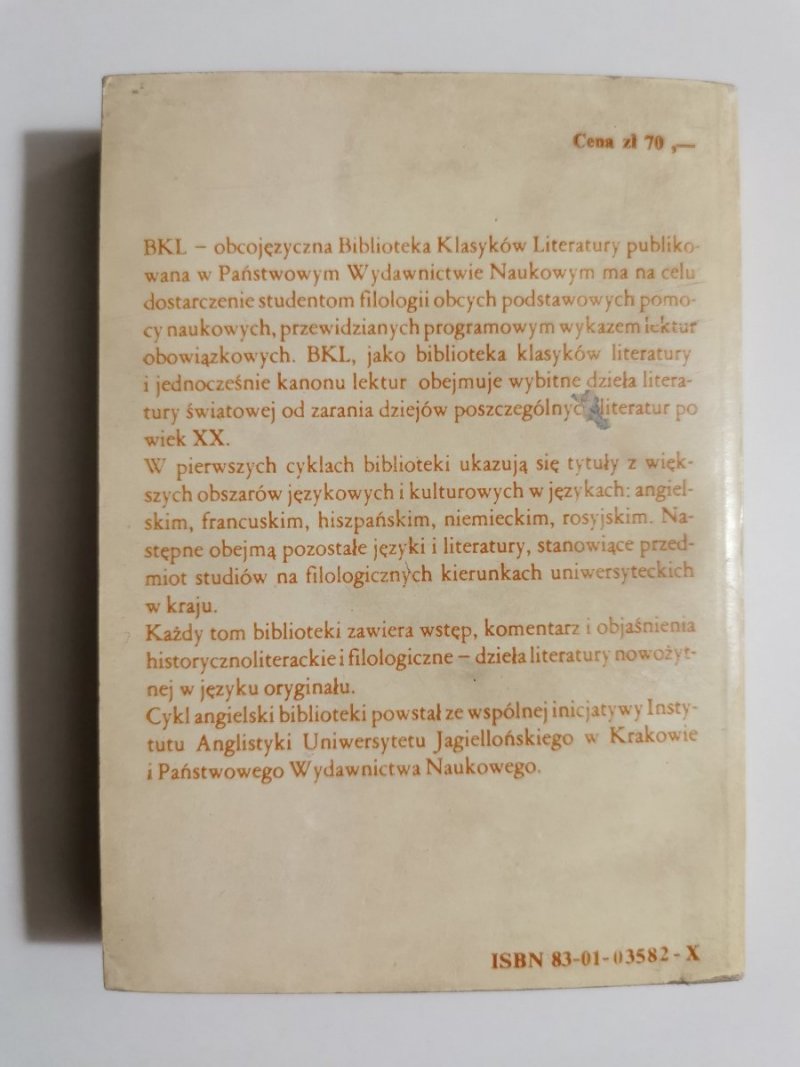 Cena zł 70 ,—
BKL – obcojęzyczna Biblioteka Klasyków Literatury publiko-
wana w Państwowym Wydawnictwie Naukowym ma na celu
dostarczenie studentom filologii obcych podstawowych pomo-
cy naukowych, przewidzianych programowym wykazem lektur
obowiązkowych. BKL, jako biblioteka klasyków literatury
i jednocześnie kanonu lektur obejmuje wybitne dzieła litera-
tury światowej od zarania dziejów poszczególnych literatur po
wiek XX.
W pierwszych cyklach biblioteki ukazują się tytuły z więk-
szych obszarów językowych i kulturowych w językach: angiel-
skim, francuskim, hiszpańskim, niemieckim, rosyjskim. Na-
stępne obejmą pozostałe języki i literatury, stanowiące przed-
miot studiów na filologicznych kierunkach uniwersyteckich
w kraju.
Każdy tom biblioteki zawiera wstęp, komentarz i objaśnienia
historycznoliterackie i filologiczne – dzieła literatury nowożyt-
nej w języku oryginału.
Cykl angielski biblioteki powstał ze wspólnej inicjatywy Insty-
tutu Anglistyki Uniwersytetu Jagiellońskiego w Krakowie
i Państwowego Wydawnictwa Naukowego.
ISBN 83-01-03582-X